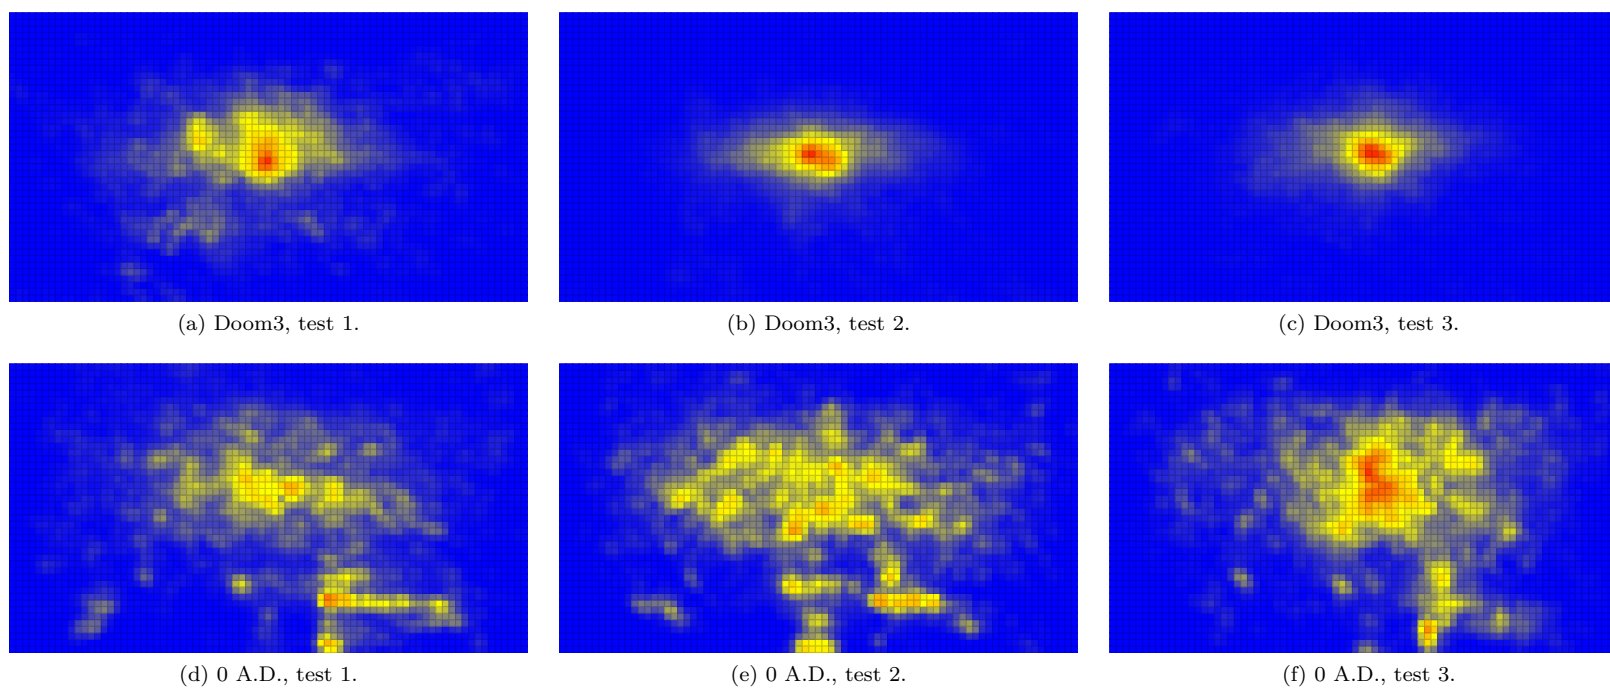 (a) Doom3, test 1.
(b) Doom3, test 2.
(c) Doom3, test 3.
(d) 0 A.D., test 1.
(e) 0 A.D., test 2.
(f) 0 A.D., test 3.